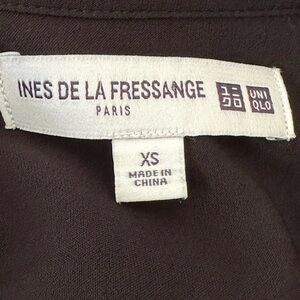 INES DE LA FRESSANGE
PARIS
ユニ
クロ
UNI
QLO
XS
MADE IN
CHINA